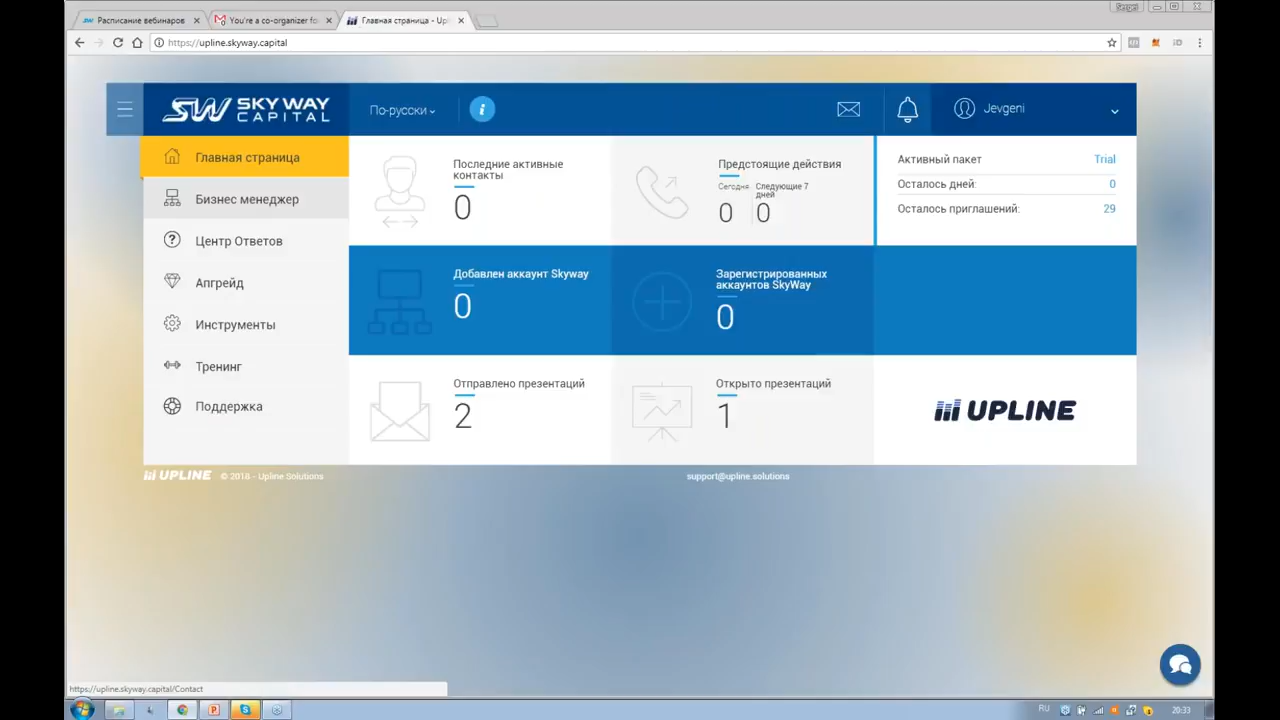 Расписание вебинаров
You're a co-organizer fo
Главная страница - Upl
https://upline.skyway.capital
SW SKY WAY CAPITAL
По-русски
i
Jevgeni
Главная страница
Бизнес менеджер
Центр Ответов
Апгрейд
Инструменты
Тренинг
Поддержка
Последние активные
контакты
0
Предстоящие действия
Сегодня
Следующие 7
дней
0
0
Активный пакет
Trial
Осталось дней:
0
Осталось приглашений:
29
Добавлен аккаунт Skyway
0
Зарегистрированных
аккаунтов SkyWay
0
Отправлено презентаций
2
Открыто презентаций
1
UPLINE
UPLINE © 2018 - Upline.Solutions
support@upline.solutions
https://upline.skyway.capital/Contact
RU
20:33